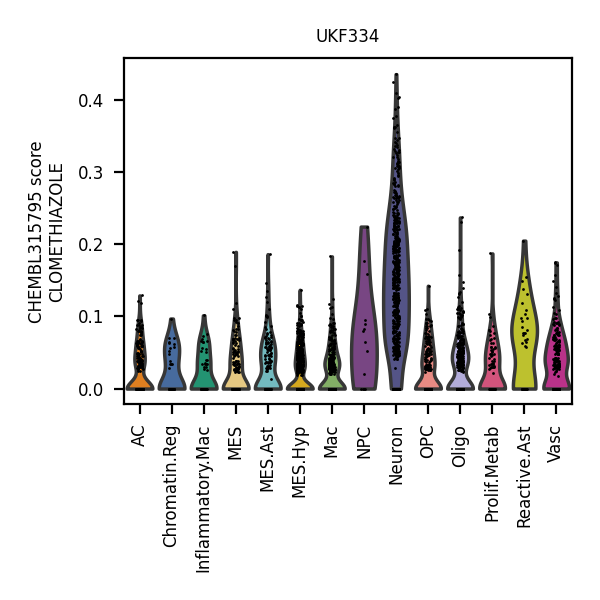 UKF334
CHEMBL315795 score
CLOMETHIAZOLE
0.4
0.3
0.2
0.1
0.0
AC
Chromatin.Reg
Inflammatory.Mac
MES
MES.Ast
MES.Hyp
Mac
NPC
Neuron
OPC
Oligo
Prolif.Metab
Reactive.Ast
Vasc